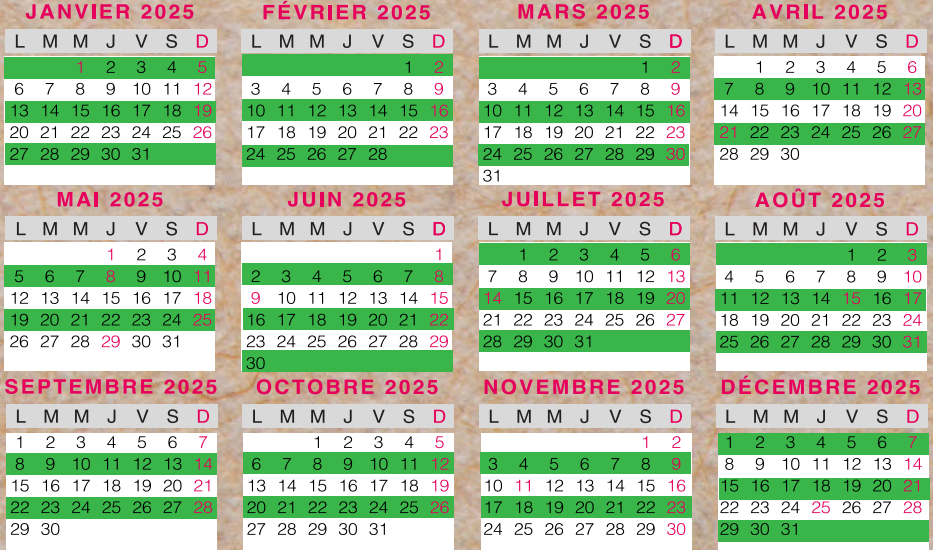 JANVIER 2025
L M M J V S D
1 2 3 4 5
6 7 8 9 10 11 12
13 14 15 16 17 18 19
20 21 22 23 24 25 26
27 28 29 30 31
FÉVRIER 2025
L M M J V S D
1 2
3 4 5 6 7 8 9
10 11 12 13 14 15 16
17 18 19 20 21 22 23
24 25 26 27 28
MARS 2025
L M M J V S D
1 2
3 4 5 6 7 8 9
10 11 12 13 14 15 16
17 18 19 20 21 22 23
24 25 26 27 28 29 30
31
AVRIL 2025
L M M J V S D
1 2 3 4 5 6
7 8 9 10 11 12 13
14 15 16 17 18 19 20
21 22 23 24 25 26 27
28 29 30
MAI 2025
L M M J V S D
1 2 3 4
5 6 7 8 9 10 11
12 13 14 15 16 17 18
19 20 21 22 23 24 25
26 27 28 29 30 31
JUIN 2025
L M M J V S D
1
2 3 4 5 6 7 8
9 10 11 12 13 14 15
16 17 18 19 20 21 22
23 24 25 26 27 28 29
30
JUILLET 2025
L M M J V S D
1 2 3 4 5 6
7 8 9 10 11 12 13
14 15 16 17 18 19 20
21 22 23 24 25 26 27
28 29 30 31
AOÛT 2025
L M M J V S D
1 2 3
4 5 6 7 8 9 10
11 12 13 14 15 16 17
18 19 20 21 22 23 24
25 26 27 28 29 30 31
SEPTEMBRE 2025
L M M J V S D
1 2 3 4 5 6 7
8 9 10 11 12 13 14
15 16 17 18 19 20 21
22 23 24 25 26 27 28
29 30
OCTOBRE 2025
L M M J V S D
1 2 3 4 5
6 7 8 9 10 11 12
13 14 15 16 17 18 19
20 21 22 23 24 25 26
27 28 29 30 31
NOVEMBRE 2025
L M M J V S D
1 2
3 4 5 6 7 8 9
10 11 12 13 14 15 16
17 18 19 20 21 22 23
24 25 26 27 28 29 30
DÉCEMBRE 2025
L M M J V S D
1 2 3 4 5 6 7
8 9 10 11 12 13 14
15 16 17 18 19 20 21
22 23 24 25 26 27 28
29 30 31